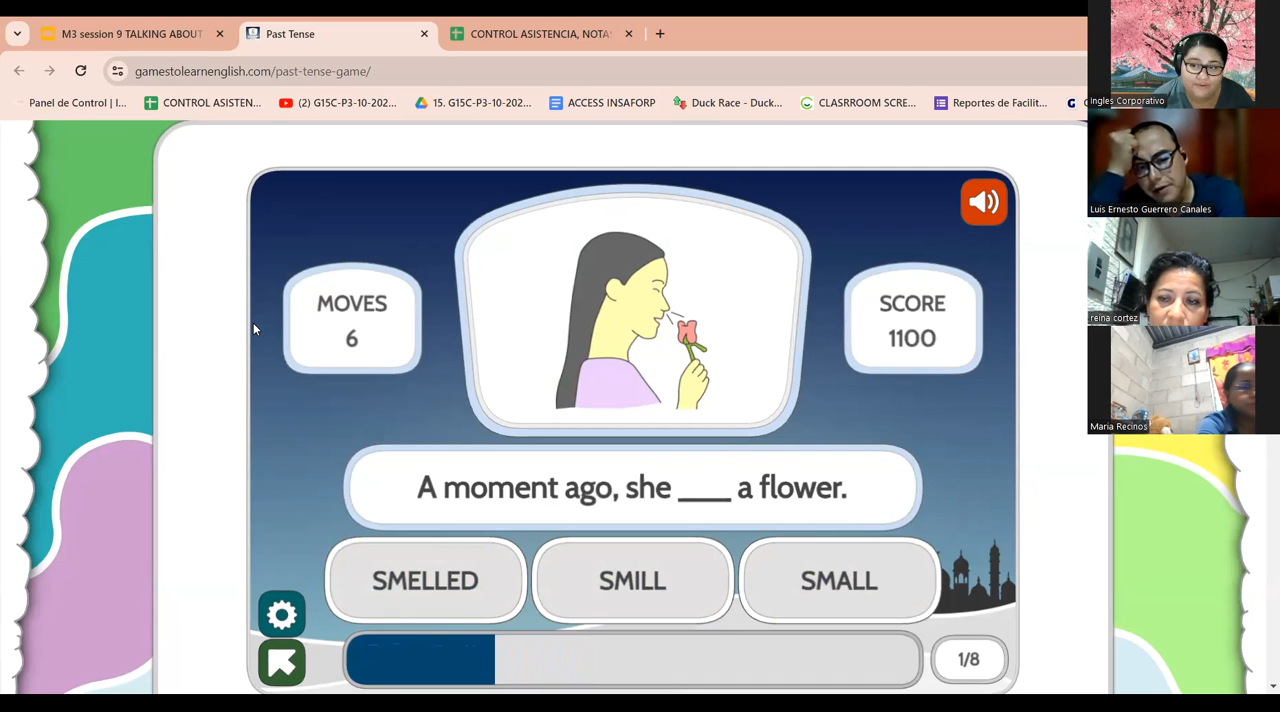 M3 session 9 TALKING ABOUT
Past Tense
CONTROL ASISTENCIA, NOTA
gamestolearnenglish.com/past-tense-game/
Panel de Control | I...
CONTROL ASISTEN...
(2) G15C-P3-10-202...
15. G15C-P3-10-202...
ACCESS INSAFORP
Duck Race - Duck...
CLASRROOM SCRE...
Reportes de Facilit...
MOVES
6
SCORE
1100
A moment ago, she ____ a flower.
SMELLED
SMILL
SMALL
1/8
Ingles Corporativo
Luis Ernesto Guerrero Canales
reina cortez
Maria Recinos